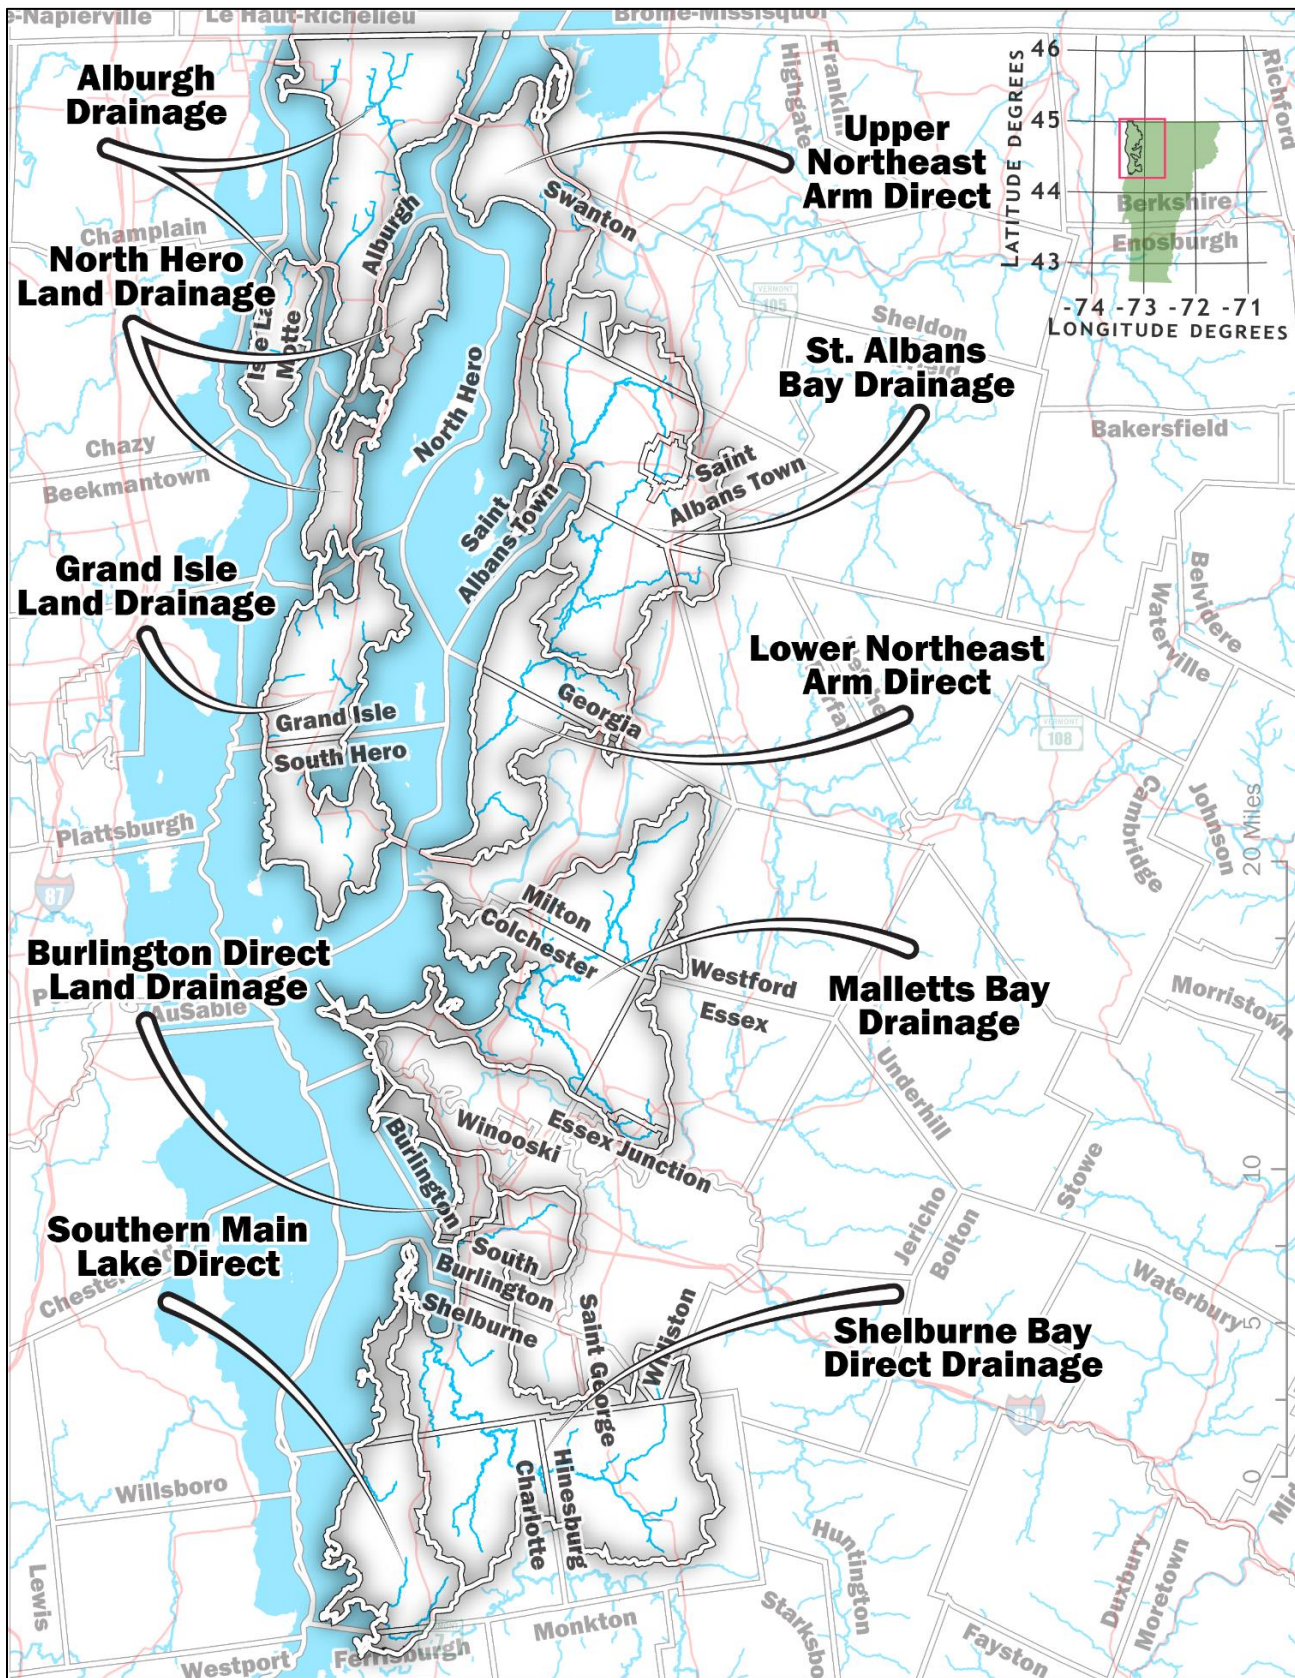 e-Napierville
Le Haut-Richelieu
Brome-Missisquoi
Alburgh
Drainage
Highgate
Franklin
Richford
LATITUDE DEGREES
46
45
44
43
-74 -73 -72 -71
LONGITUDE DEGREES
Upper
Northeast
Arm Direct
Berkshire
Enosburgh
Swanton
Champlain
Alburgh
North Hero
Land Drainage
Isle La
Motte
VERMONT
105
Sheldon
St. Albans
Bay Drainage
North Hero
Chazy
Beekmantown
Bakersfield
Saint
Albans Town
Saint
Albans Town
Grand Isle
Land Drainage
Belvidere
Waterville
Lower Northeast
Arm Direct
Georgia
Grand Isle
South Hero
VERMONT
108
Cambridge
Johnson
20 Miles
Plattsburgh
87
Milton
Colchester
Burlington Direct
Land Drainage
Westford
Essex
Malletts Bay
Drainage
Morristown
AuSable
Underhill
Burlington
Winooski
Essex Junction
Stowe
10
Jericho
Bolton
Southern Main
Lake Direct
South
Burlington
Shelburne
Waterbury
5
Saint George
Williston
Shelburne Bay
Direct Drainage
89
Willsboro
Charlotte
Hinesburg
0
Huntington
Lewis
Duxbury
Moretown
Monkton
Starksbo
Fayston
Ferrisburgh
Westport